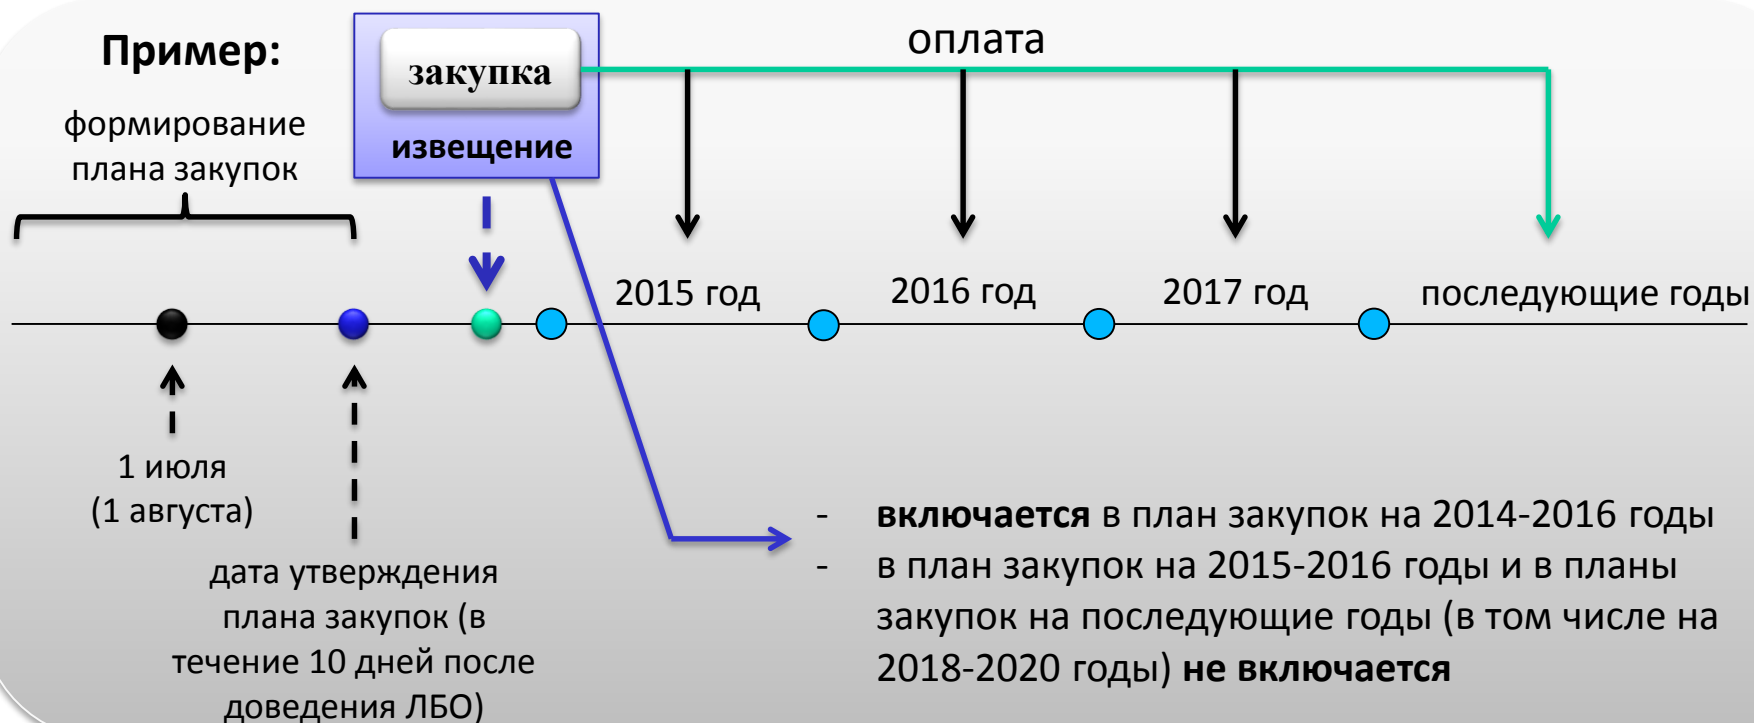 Пример:
формирование
плана закупок
закупка
извещение
оплата
2015 год
2016 год
2017 год
последующие годы
1 июля
(1 августа)
дата утверждения
плана закупок (в
течение 10 дней после
доведения ЛБО)
- включается в план закупок на 2014-2016 годы
- в план закупок на 2015-2016 годы и в планы
закупок на последующие годы (в том числе на
2018-2020 годы) не включается